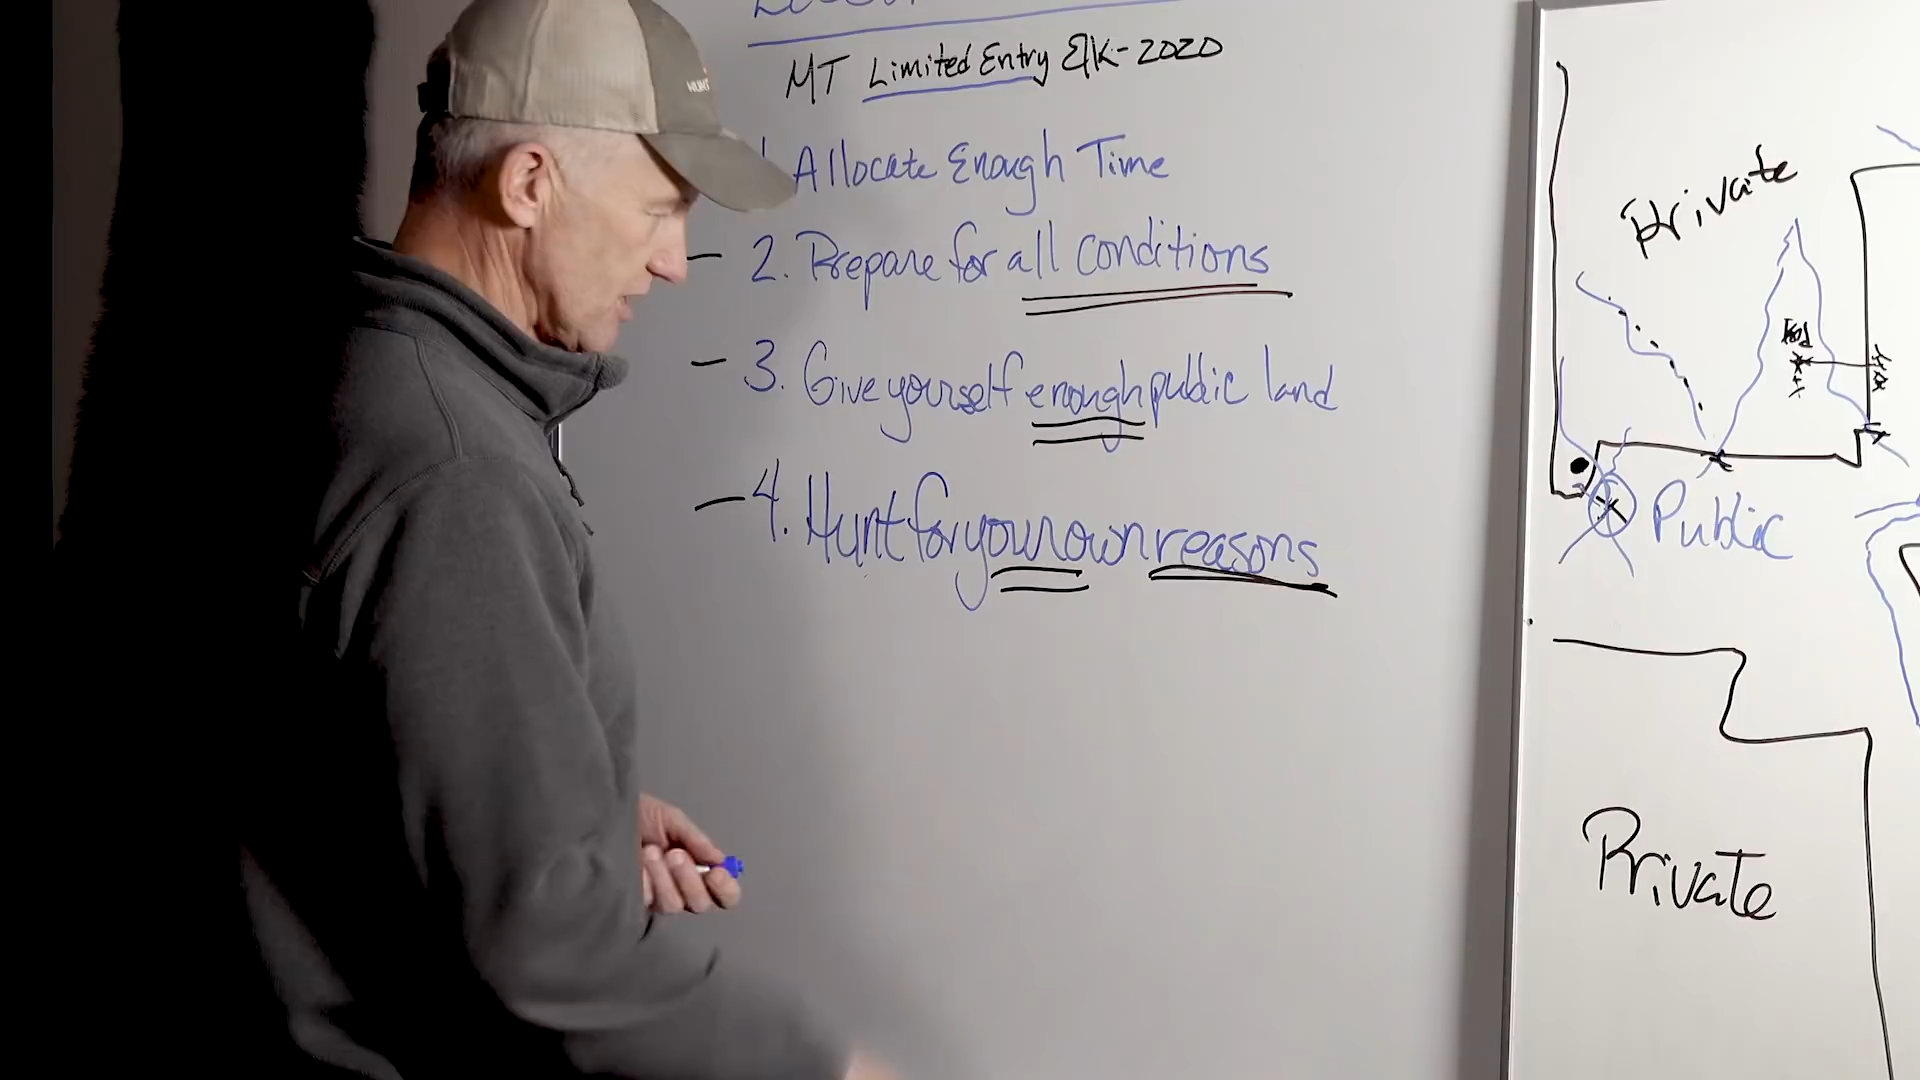 MT Limited Entry Elk - 2020
Allocate Enough Time
2. Prepare for all conditions
3. Give yourself enough public land
4. Hunt for your own reasons
HUNT
Private
Public
Private